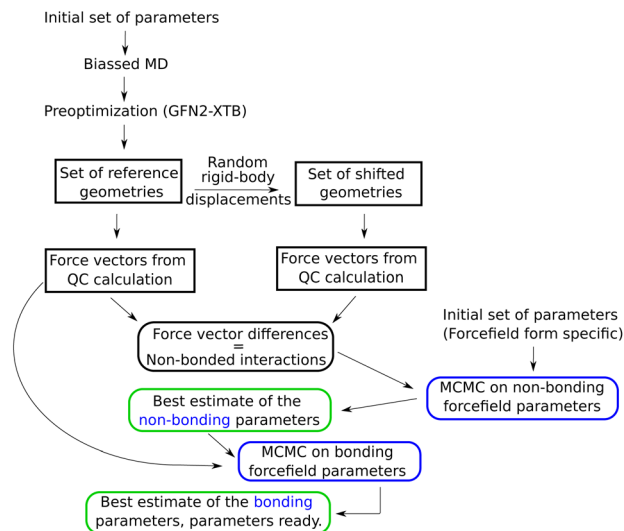 Initial set of parameters
Biassed MD
Preoptimization (GFN2-XTB)
Set of reference
geometries
Random
rigid-body
displacements
Set of shifted
geometries
Force vectors from
QC calculation
Force vectors from
QC calculation
Initial set of parameters
(Forcefield form specific)
Force vector differences
=
Non-bonded interactions
MCMC on non-bonding
forcefield parameters
Best estimate of the
non-bonding parameters
MCMC on bonding
forcefield parameters
Best estimate of the bonding
parameters, parameters ready.